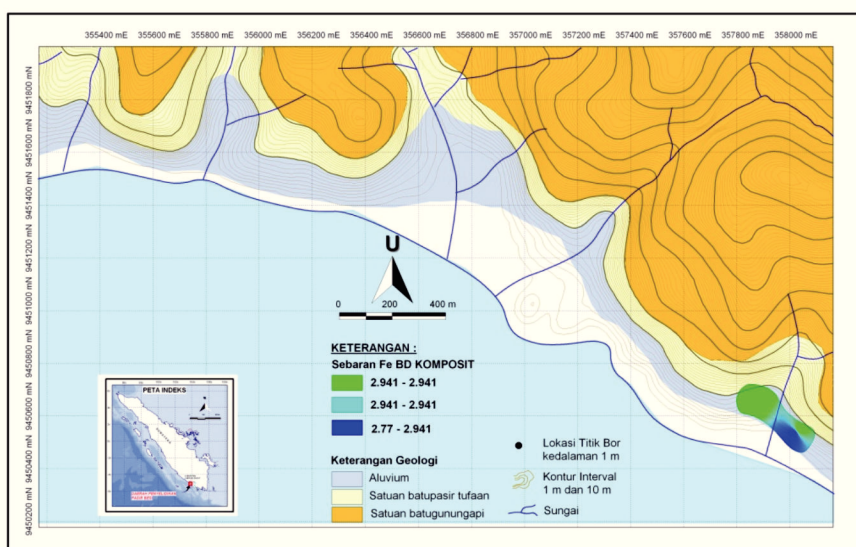 355400 mE 355600 mE 355800 mE 356000 mE 356200 mE 356400 mE 356600 mE 356800 mE 357000 mE 357200 mE 357400 mE 357600 mE 357800 mE 358000 mE
9451800 mN
9451600 mN
9451400 mN
9451200 mN
9451000 mN
9450800 mN
9450600 mN
9450400 mN
9450200 mN
U
0 200 400 m
KETERANGAN :
Sebaran Fe BD KOMPOSIT
2.941 - 2.941
2.941 - 2.941
2.77 - 2.941
Keterangan Geologi
Aluvium
Satuan batupasir tufaan
Satuan batugunungapi
Lokasi Titik Bor
kedalaman 1 m
Kontur Interval
1 m dan 10 m
Sungai
PETA INDEKS